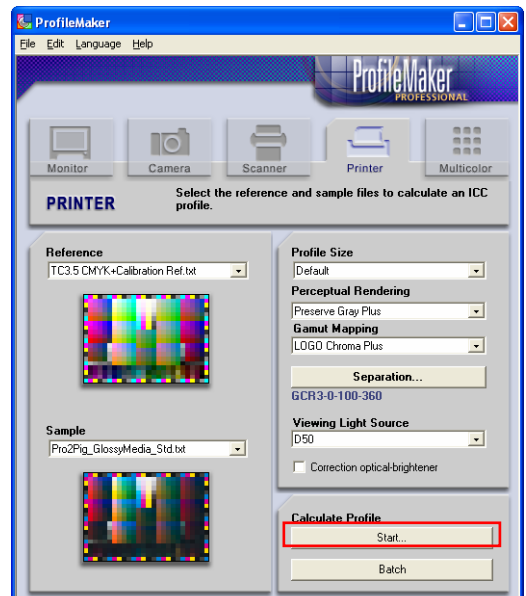 ProfileMaker
File Edit Language Help
ProfileMaker
PROFESSIONAL
Monitor Camera Scanner Printer Multicolor
PRINTER
Select the reference and sample files to calculate an ICC
profile.
Reference
TC3.5 CMYK+Calibration Ref.txt
Sample
Pro2Pig_GlossyMedia_Std.txt
Profile Size
Default
Perceptual Rendering
Preserve Gray Plus
Gamut Mapping
LOGO Chroma Plus
Separation...
GCR3-0-100-360
Viewing Light Source
D50
Correction optical-brightener
Calculate Profile
Start...
Batch